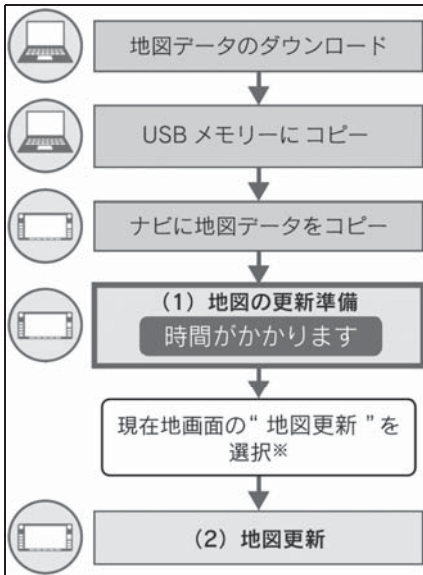 地図データのダウンロード
USB メモリーに コピー
ナビに地図データをコピー
(1) 地図の更新準備
時間がかかります
現在地画面の“ 地図更新 ”を
選択※
(2) 地図更新